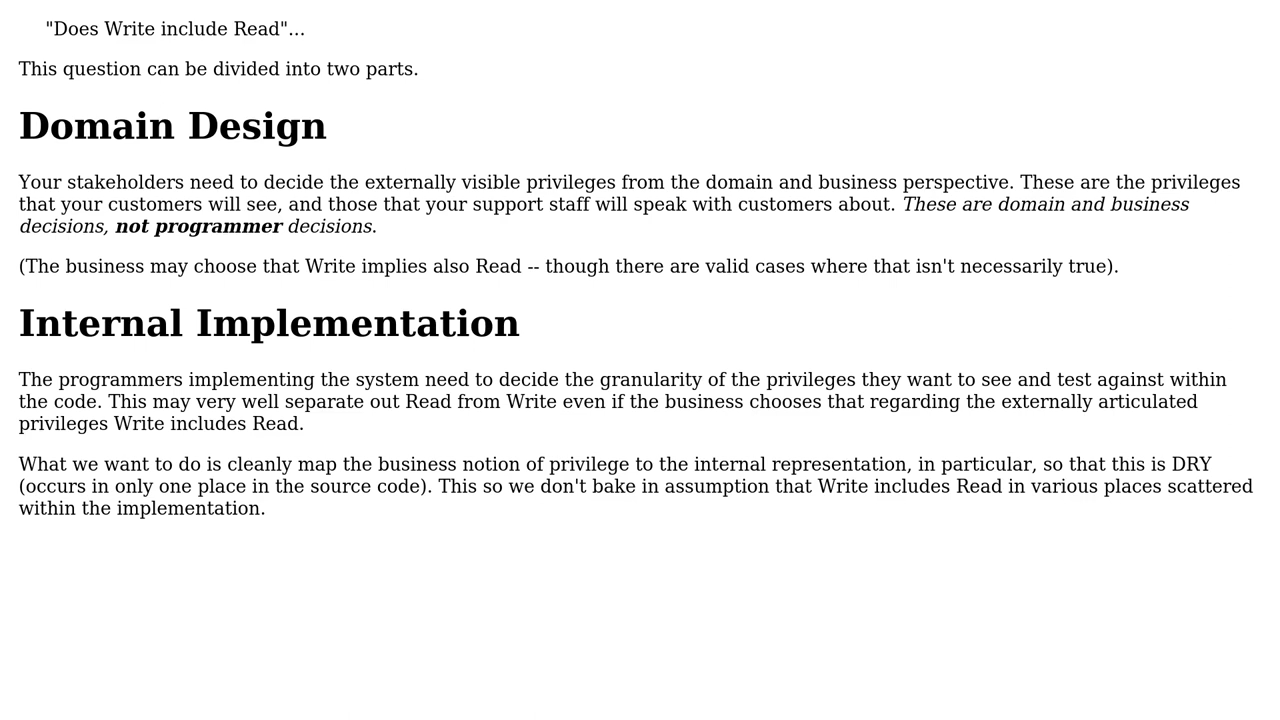 "Does Write include Read"...
This question can be divided into two parts.
Domain Design
Your stakeholders need to decide the externally visible privileges from the domain and business perspective. These are the privileges
that your customers will see, and those that your support staff will speak with customers about. These are domain and business
decisions, not programmer decisions.
(The business may choose that Write implies also Read -- though there are valid cases where that isn't necessarily true).
Internal Implementation
The programmers implementing the system need to decide the granularity of the privileges they want to see and test against within
the code. This may very well separate out Read from Write even if the business chooses that regarding the externally articulated
privileges Write includes Read.
What we want to do is cleanly map the business notion of privilege to the internal representation, in particular, so that this is DRY
(occurs in only one place in the source code). This so we don't bake in assumption that Write includes Read in various places scattered
within the implementation.